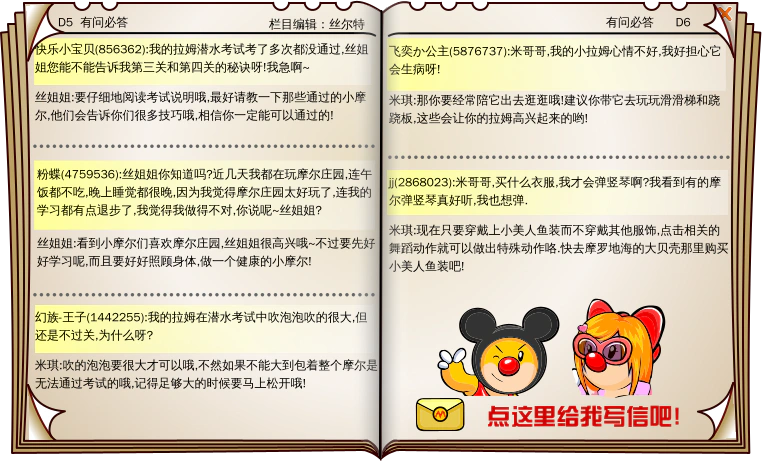 D5 有问必答
栏目编辑：丝尔特
快乐小宝贝(856362):我的拉姆潜水考试考了多次都没通过,丝姐
姐您能不能告诉我第三关和第四关的秘诀呀!我急啊~
丝姐姐:要仔细地阅读考试说明哦,最好请教一下那些通过的小摩
尔,他们会告诉你们很多技巧哦,相信你一定能可以通过的!
粉蝶(4759536):丝姐姐你知道吗?近几天我都在玩摩尔庄园,连午
饭都不吃,晚上睡觉都很晚,因为我觉得摩尔庄园太好玩了,连我的
学习都有点退步了,我觉得我做得不对,你说呢~丝姐姐?
丝姐姐:看到小摩尔们喜欢摩尔庄园,丝姐姐很高兴哦~不过要先好
好学习呢,而且要好好照顾身体,做一个健康的小摩尔!
幻族-王子(1442255):我的拉姆在潜水考试中吹泡泡吹的很大,但
还是不过关,为什么呀?
米琪:吹的泡泡要很大才可以哦,不然如果不能大到包着整个摩尔是
无法通过考试的哦,记得足够大的时候要马上松开哦!
有问必答 D6
飞奕か公主(5876737):米哥哥,我的小拉姆心情不好,我好担心它
会生病呀!
米琪:那你要经常陪它出去逛逛哦!建议你带它去玩玩滑滑梯和跷
跷板,这些会让你的拉姆高兴起来的哟!
jj(2868023):米哥哥,买什么衣服,我才会弹竖琴啊?我看到有的摩
尔弹竖琴真好听,我也想弹.
米琪:现在只要穿戴上小美人鱼装而不穿戴其他服饰,点击相关的
舞蹈动作就可以做出特殊动作咯.快去摩罗地海的大贝壳那里购买
小美人鱼装吧!
点这里给我写信吧!